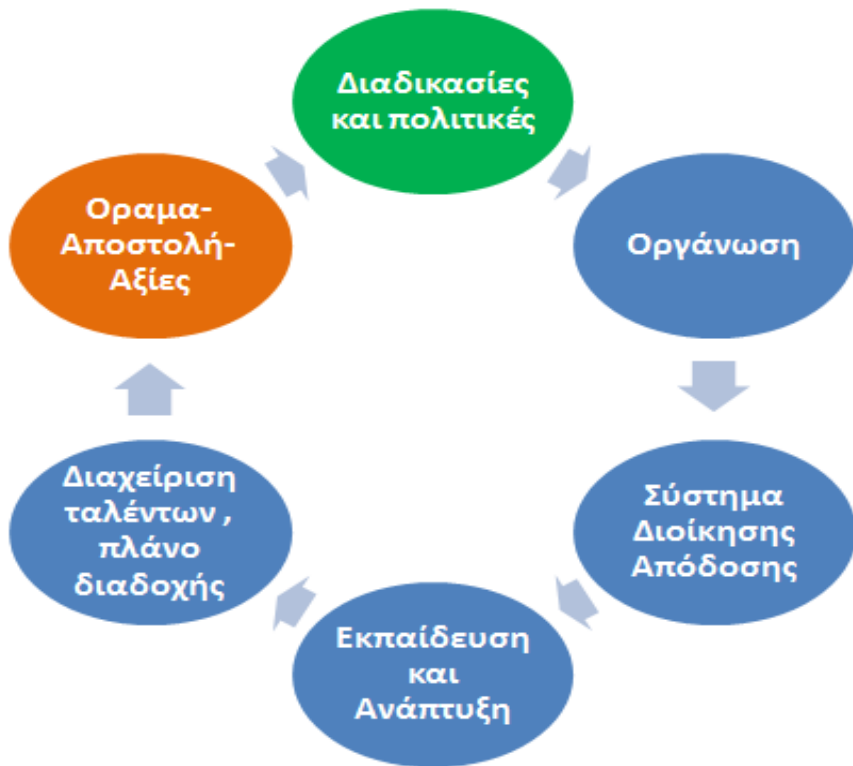 Διαδικασίες
και πολιτικές
Οραμα-
Αποστολή-
Αξίες
Οργάνωση
Διαχείριση
ταλέντων ,
πλάνο
διαδοχής
Σύστημα
Διοίκησης
Απόδοσης
Εκπαίδευση
και
Ανάπτυξη